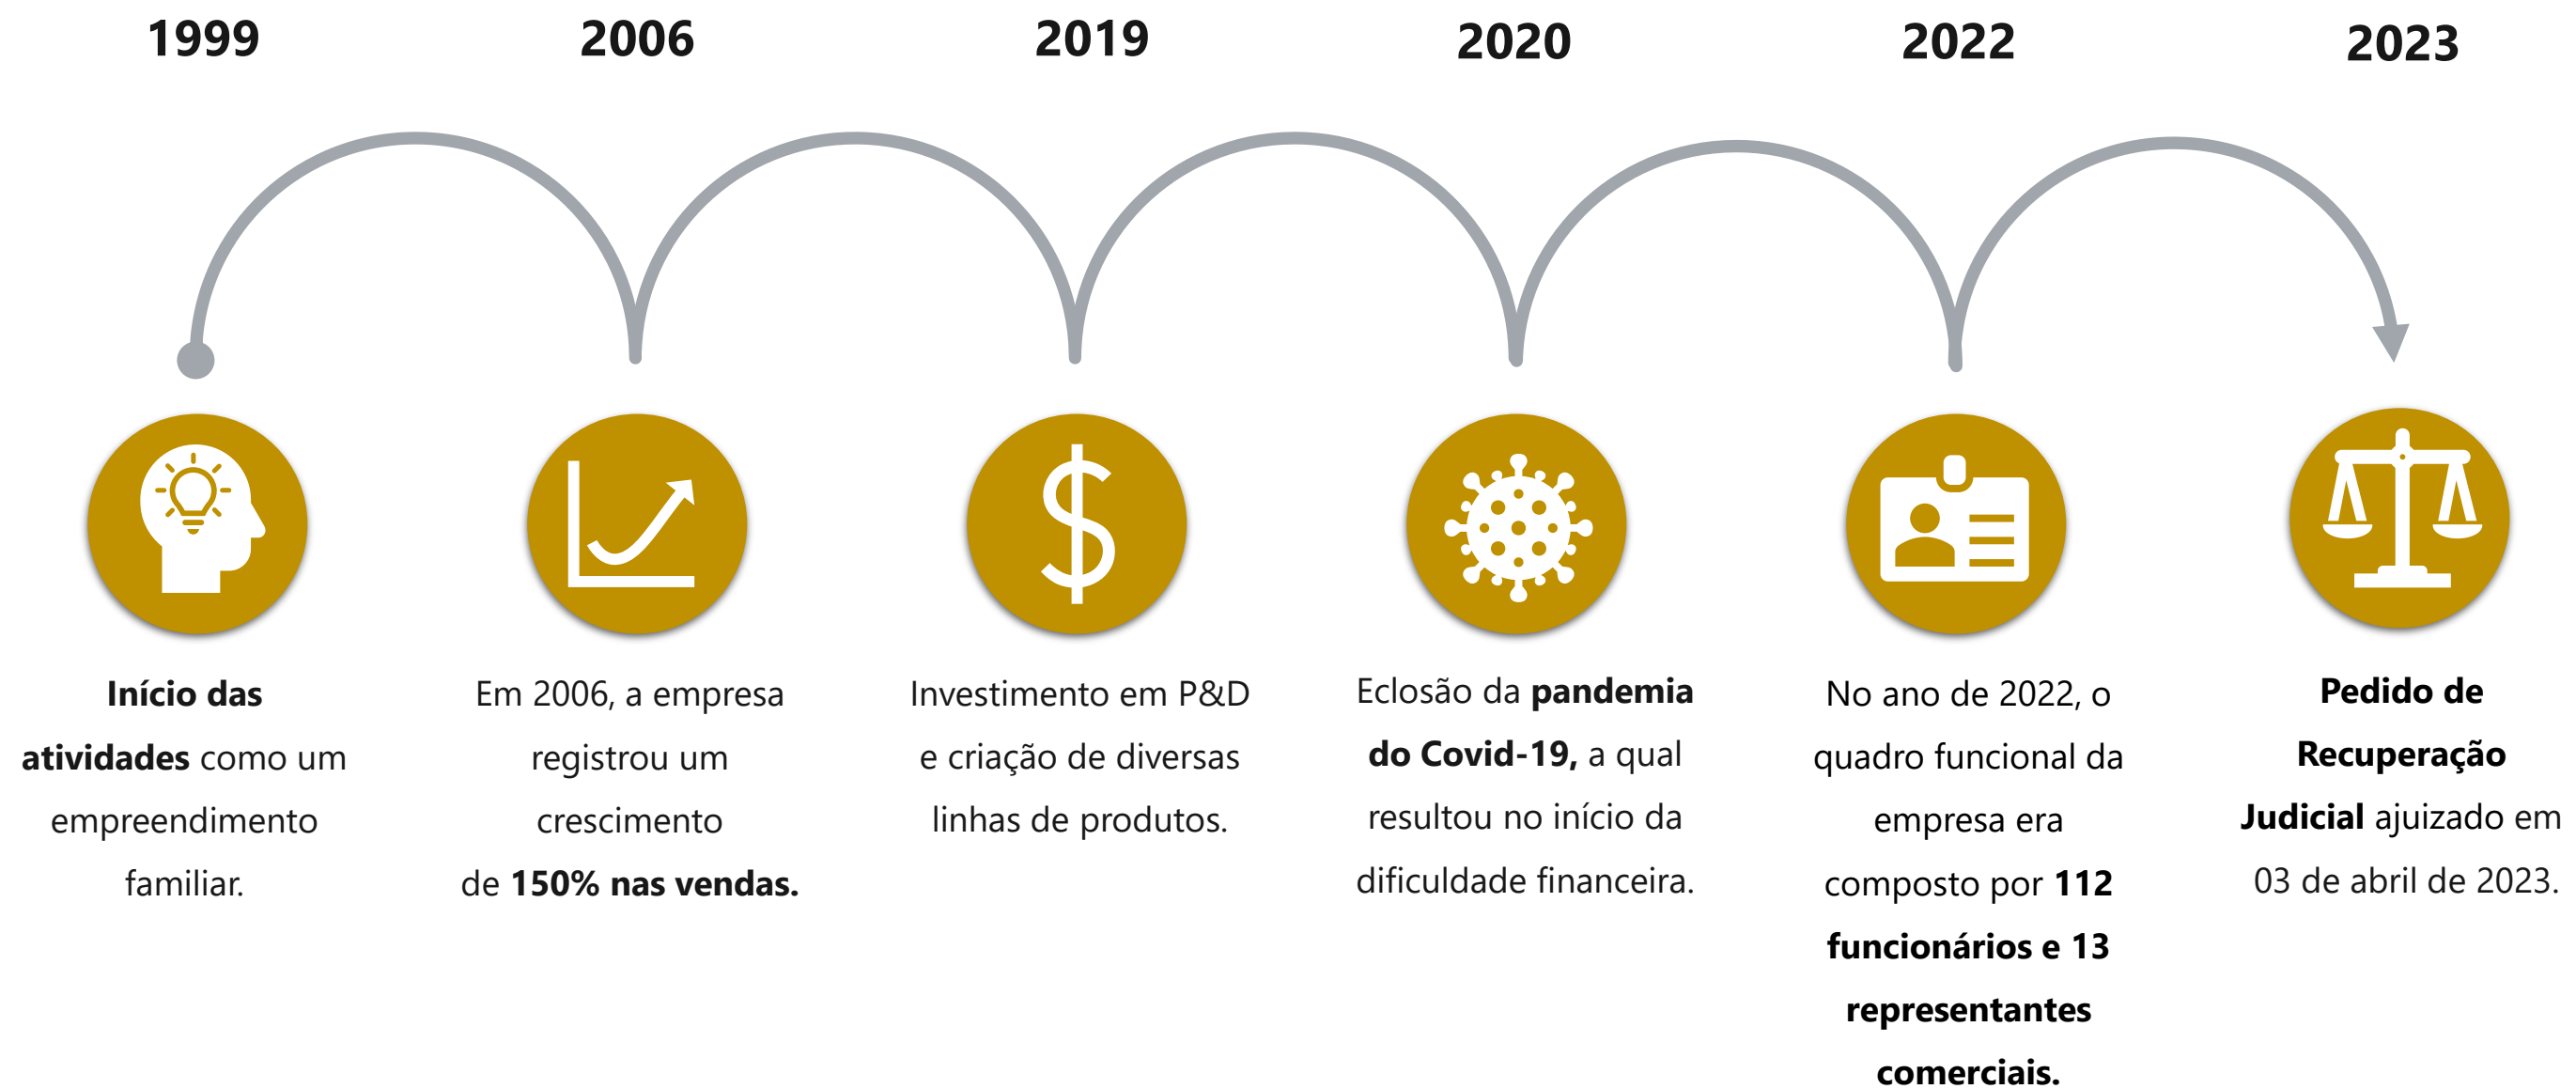 1999
2006
2019
2020
2022
2023
Início das
atividades como um
empreendimento
familiar.
Em 2006, a empresa
registrou um
crescimento
de 150% nas vendas.
Investimento em P&D
e criação de diversas
linhas de produtos.
Eclosão da pandemia
do Covid-19, a qual
resultou no início da
dificuldade financeira.
No ano de 2022, o
quadro funcional da
empresa era
composto por 112
funcionários e 13
representantes
comerciais.
Pedido de
Recuperação
Judicial ajuizado em
03 de abril de 2023.